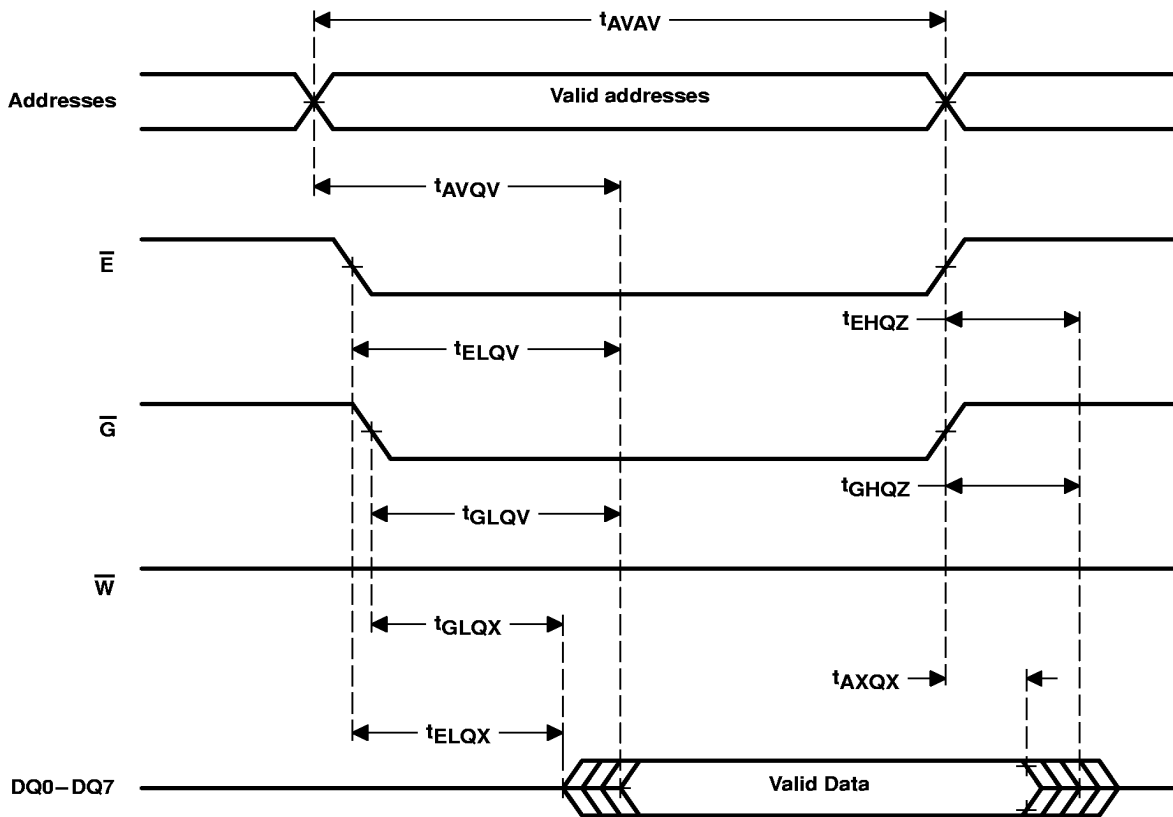 tAVAV
Addresses
Valid addresses
tAVQV
E̅
tEHQZ
tELQV
G̅
tGHQZ
tGLQV
W̅
tGLQX
tAXQX
tELQX
DQ0–DQ7
Valid Data